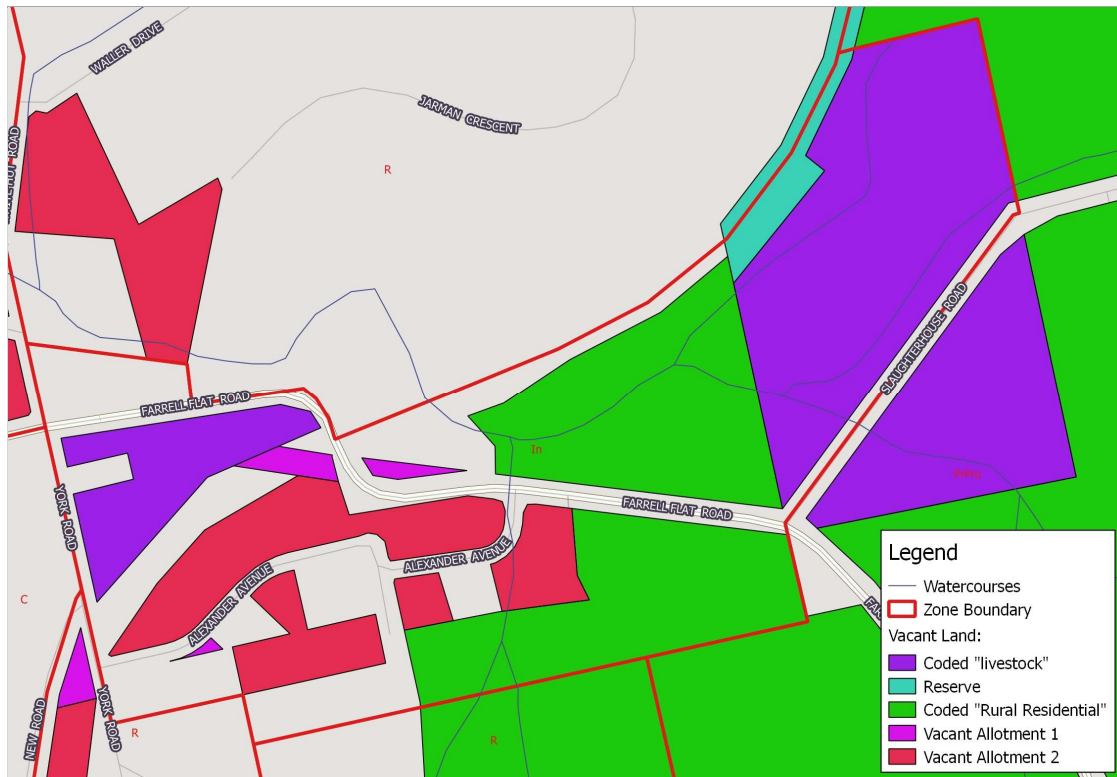 WALLER DRIVE
JARMAN CRESCENT
ROAD
R
SLAUGHTERHOUSE ROAD
FARRELL FLAT ROAD
In
YORK ROAD
FARRELL FLAT ROAD
ALEXANDER AVENUE
ALEXANDER AVENUE
C
NEW ROAD
YORK ROAD
R
R
Legend
Watercourses
Zone Boundary
Vacant Land:
Coded "livestock"
Reserve
Coded "Rural Residential"
Vacant Allotment 1
Vacant Allotment 2